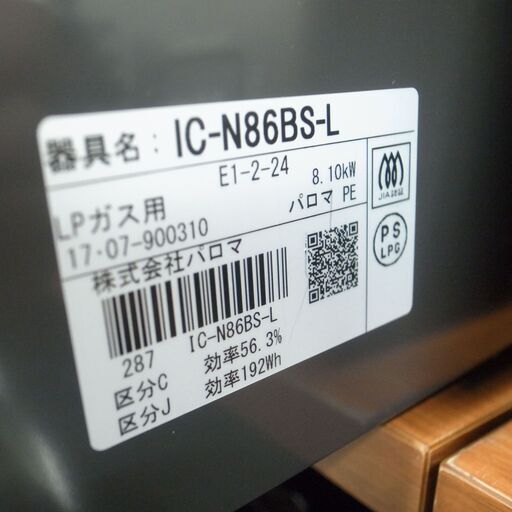 器具名： IC-N86BS-L
E1-2-24 8.10kW
LPガス用 パロマ PE
17・07-900310
株式会社パロマ
JIA認証
PS
LPG
287 IC-N86BS-L
区分C 効率56.3%
区分J 効率192Wh